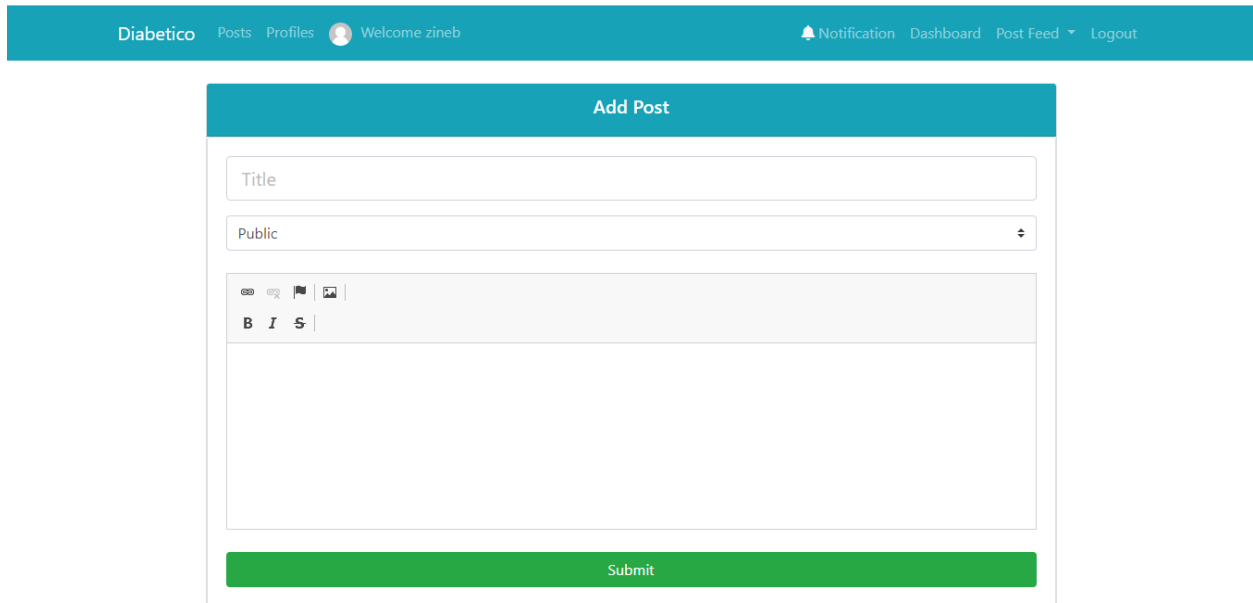 Diabetico Posts Profiles Welcome zineb Notification Dashboard Post Feed Logout
Add Post
Title
Public
B I S
Submit